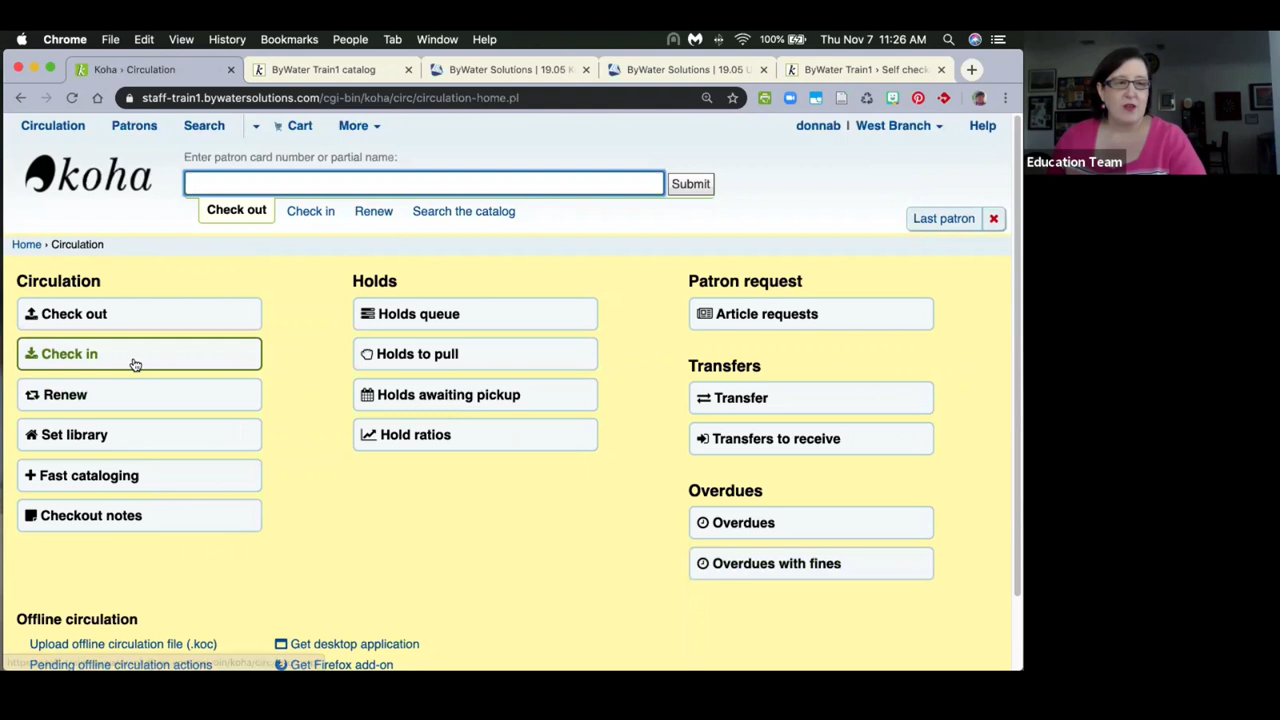 Chrome File Edit View History Bookmarks People Tab Window Help 100% Thu Nov 7 11:26 AM
Koha › Circulation ByWater Train1 catalog ByWater Solutions | 19.05 K ByWater Solutions | 19.05 U ByWater Train1 › Self check
staff-train1.bywatersolutions.com/cgi-bin/koha/circ/circulation-home.pl
Circulation Patrons Search Cart More donnab | West Branch Help
Enter patron card number or partial name:
koha
Submit
Education Team
Check out Check in Renew Search the catalog
Last patron
Home › Circulation
Circulation
Check out
Check in
Renew
Set library
Fast cataloging
Checkout notes
Holds
Holds queue
Holds to pull
Holds awaiting pickup
Hold ratios
Patron request
Article requests
Transfers
Transfer
Transfers to receive
Overdues
Overdues
Overdues with fines
Offline circulation
Upload offline circulation file (.koc) Get desktop application
Pending offline circulation actions Get Firefox add-on